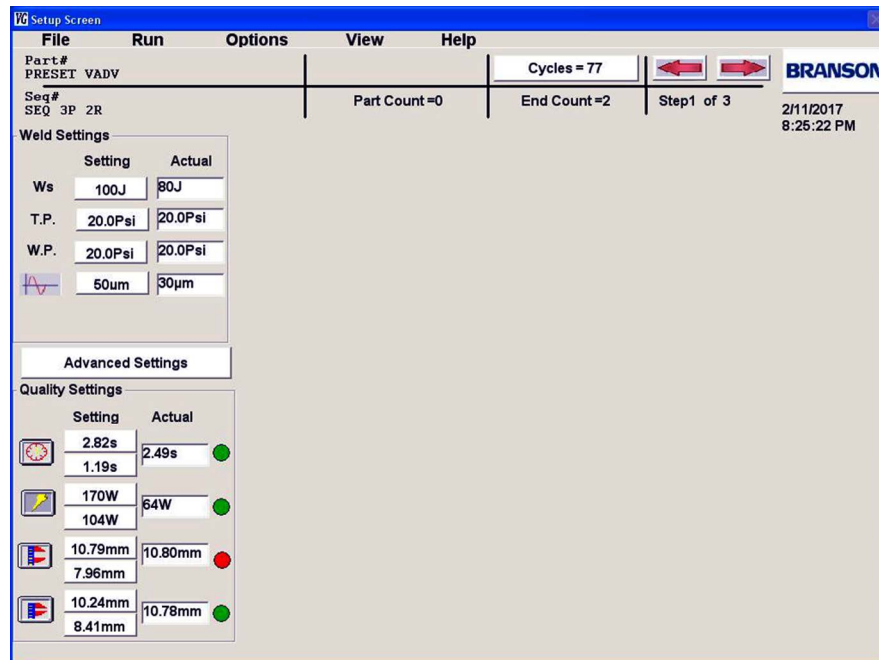 VG Setup Screen
File Run Options View Help
Part#
PRESET VADV
Cycles = 77
BRANSON
Seq#
SEQ 3P 2R
Part Count =0
End Count =2
Step1 of 3
2/11/2017
8:25:22 PM
Weld Settings
Setting Actual
Ws 100J 80J
T.P. 20.0Psi 20.0Psi
W.P. 20.0Psi 20.0Psi
50um 30µm
Advanced Settings
Quality Settings
Setting Actual
2.82s
2.49s
1.19s
170W
64W
104W
10.79mm
10.80mm
7.96mm
10.24mm
10.78mm
8.41mm